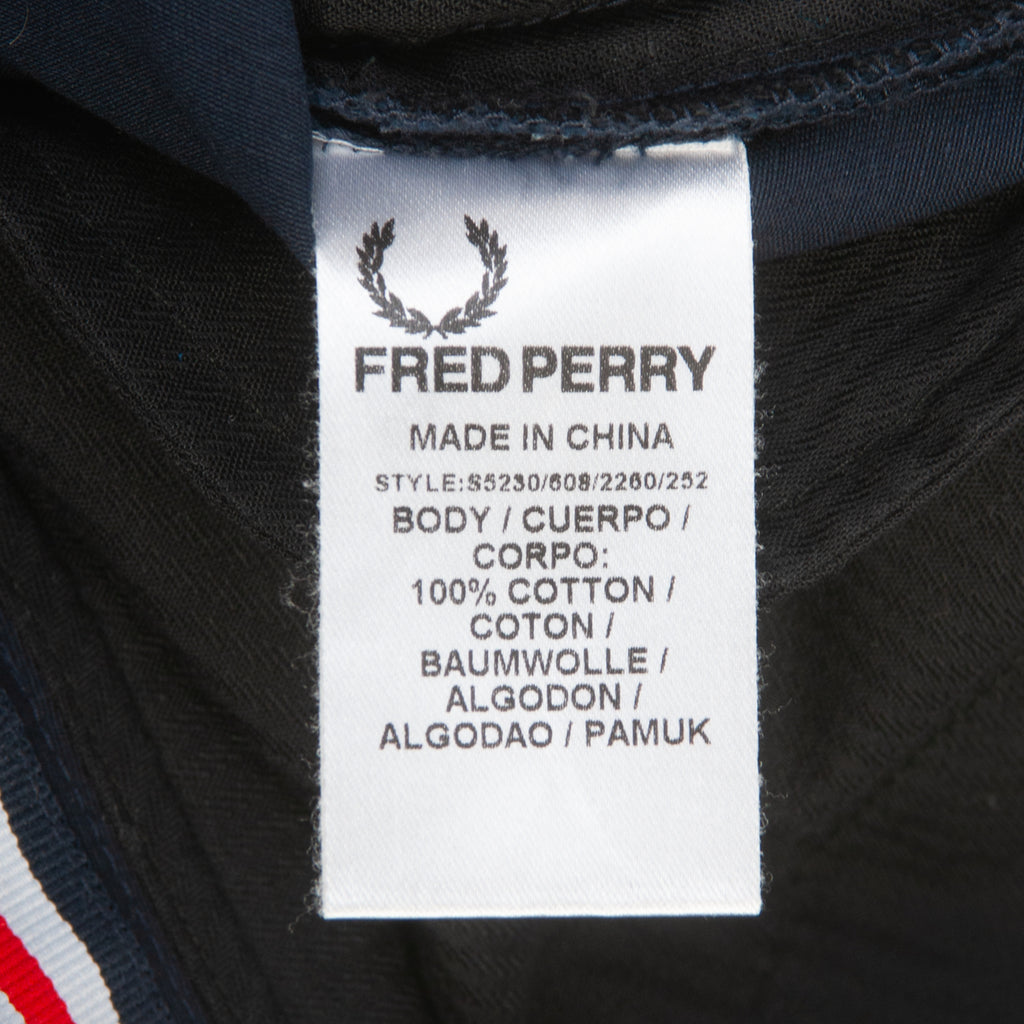 FRED PERRY
MADE IN CHINA
STYLE:S5230/608/2260/252
BODY / CUERPO /
CORPO:
100% COTTON /
COTON /
BAUMWOLLE /
ALGODON /
ALGODAO / PAMUK